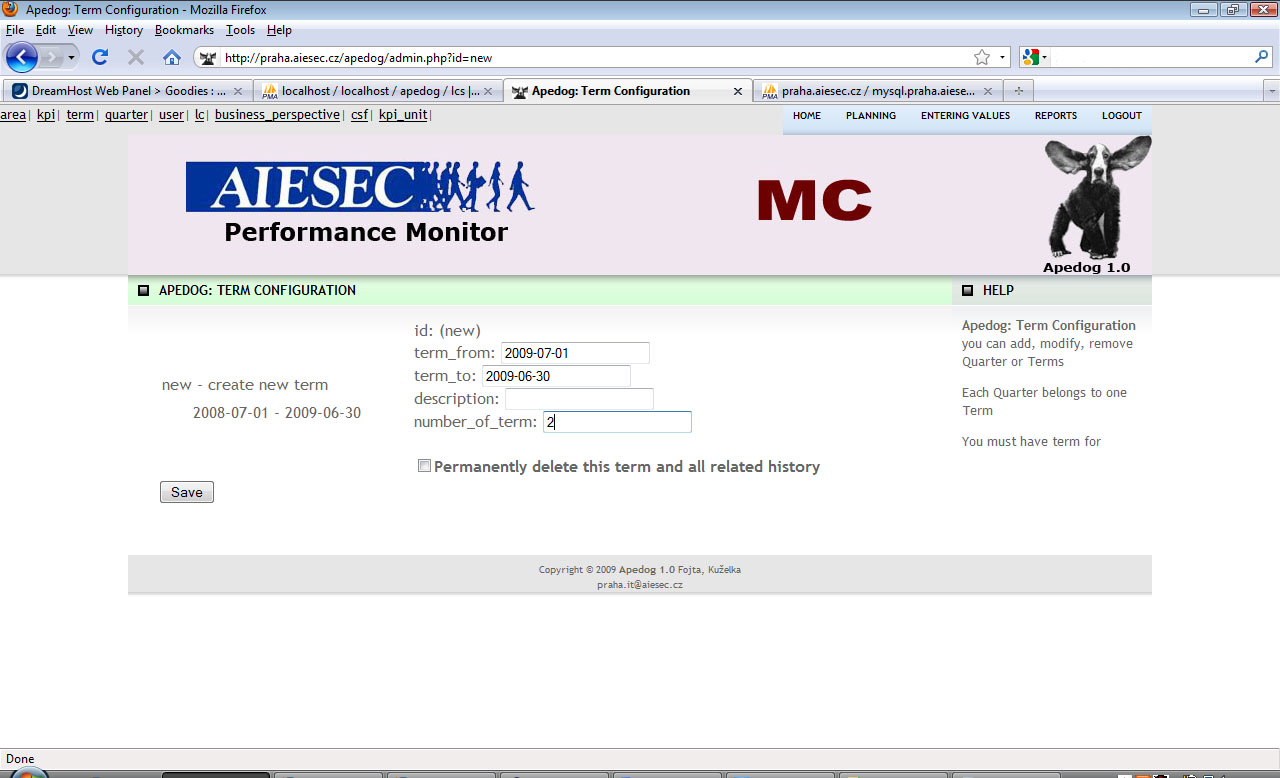 Apedog: Term Configuration - Mozilla Firefox
File Edit View History Bookmarks Tools Help
http://praha.aiesec.cz/apedog/admin.php?id=new
DreamHost Web Panel > Goodies : ... localhost / localhost / apedog / lcs |... Apedog: Term Configuration praha.aiesec.cz / mysql.praha.aiese...
area| kpi| term| quarter| user| lc| business_perspective| csf| kpi_unit|
HOME PLANNING ENTERING VALUES REPORTS LOGOUT
AIESEC
Performance Monitor
MC
Apedog 1.0
APEDOG: TERM CONFIGURATION
new - create new term
2008-07-01 - 2009-06-30
id: (new)
term_from: 2009-07-01
term_to: 2009-06-30
description:
number_of_term: 2
Permanently delete this term and all related history
Save
HELP
Apedog: Term Configuration
you can add, modify, remove
Quarter or Terms
Each Quarter belongs to one
Term
You must have term for
Copyright © 2009 Apedog 1.0 Fojta, Kuželka
praha.it@aiesec.cz
Done